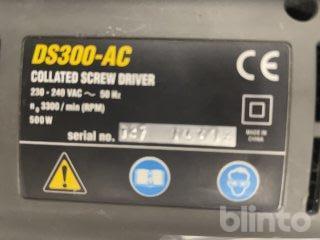 DS300-AC
CE
COLLATED SCREW DRIVER
230 - 240 VAC ~ 50 Hz
n₀ 3300 / min (RPM)
500 W
MADE IN
CHINA
serial no.
blinto